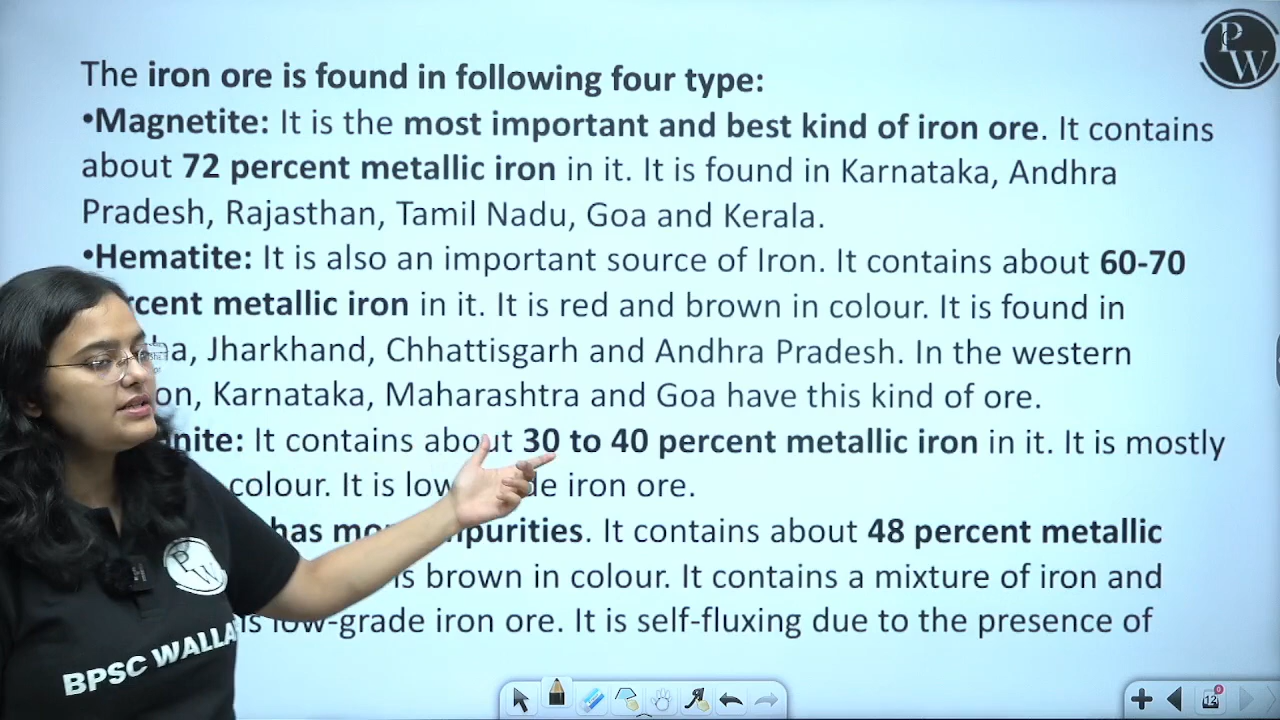 The iron ore is found in following four type:
•Magnetite: It is the most important and best kind of iron ore. It contains
about 72 percent metallic iron in it. It is found in Karnataka, Andhra
Pradesh, Rajasthan, Tamil Nadu, Goa and Kerala.
•Hematite: It is also an important source of Iron. It contains about 60-70
rcent metallic iron in it. It is red and brown in colour. It is found in
ha, Jharkhand, Chhattisgarh and Andhra Pradesh. In the western
on, Karnataka, Maharashtra and Goa have this kind of ore.
nite: It contains about 30 to 40 percent metallic iron in it. It is mostly
colour. It is low de iron ore.
has mo purities. It contains about 48 percent metallic
is brown in colour. It contains a mixture of iron and
is low-grade iron ore. It is self-fluxing due to the presence of
PW
PW
BPSC WALLA
12